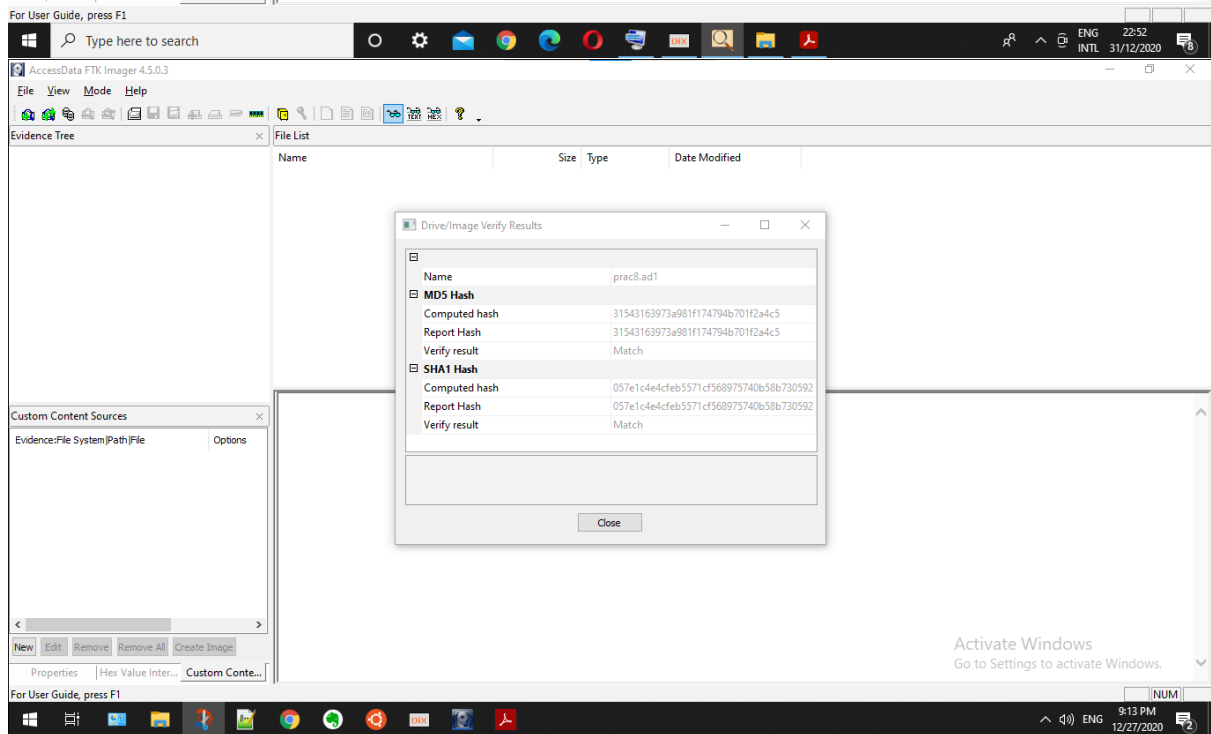 For User Guide, press F1
Type here to search
ENG 22:52
INTL 31/12/2020
8
AccessData FTK Imager 4.5.0.3
File View Mode Help
TEXT HEX
Evidence Tree
File List
Name Size Type Date Modified
Drive/Image Verify Results
Name prac8.ad1
MD5 Hash
Computed hash 31543163973a981f174794b701f2a4c5
Report Hash 31543163973a981f174794b701f2a4c5
Verify result Match
SHA1 Hash
Computed hash 057e1c4e4cfeb5571cf568975740b58b730592
Report Hash 057e1c4e4cfeb5571cf568975740b58b730592
Verify result Match
Close
Custom Content Sources
Evidence:File System|Path|File Options
New Edit Remove Remove All Create Image
Properties Hex Value Inter... Custom Conte...
Activate Windows
Go to Settings to activate Windows.
For User Guide, press F1
NUM
DIX
ENG 9:13 PM
12/27/2020
2